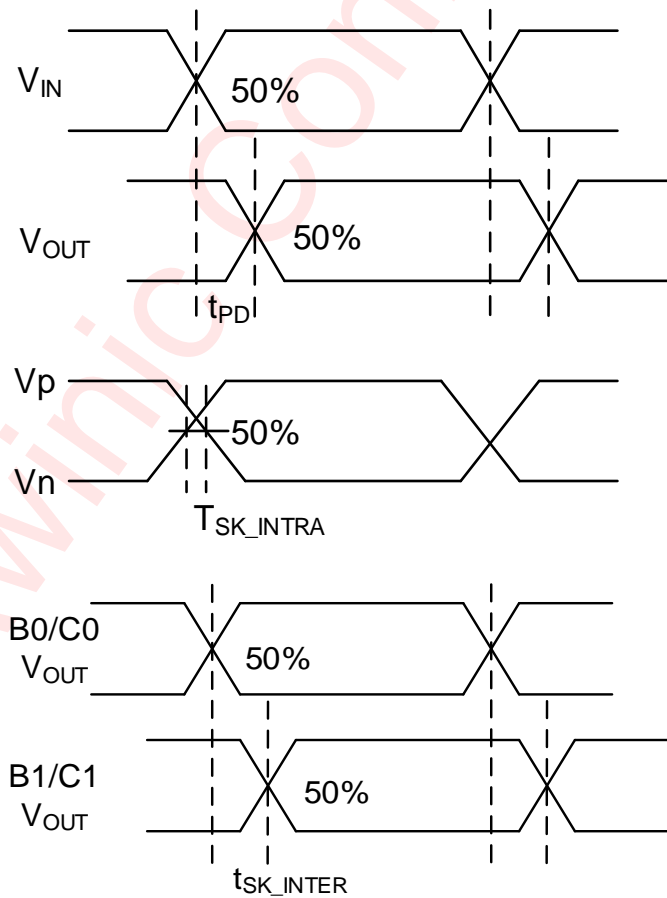 VIN
50%
VOUT
50%
tPD
Vp
50%
Vn
TSK_INTRA
B0/C0
VOUT
50%
B1/C1
VOUT
50%
tSK_INTER